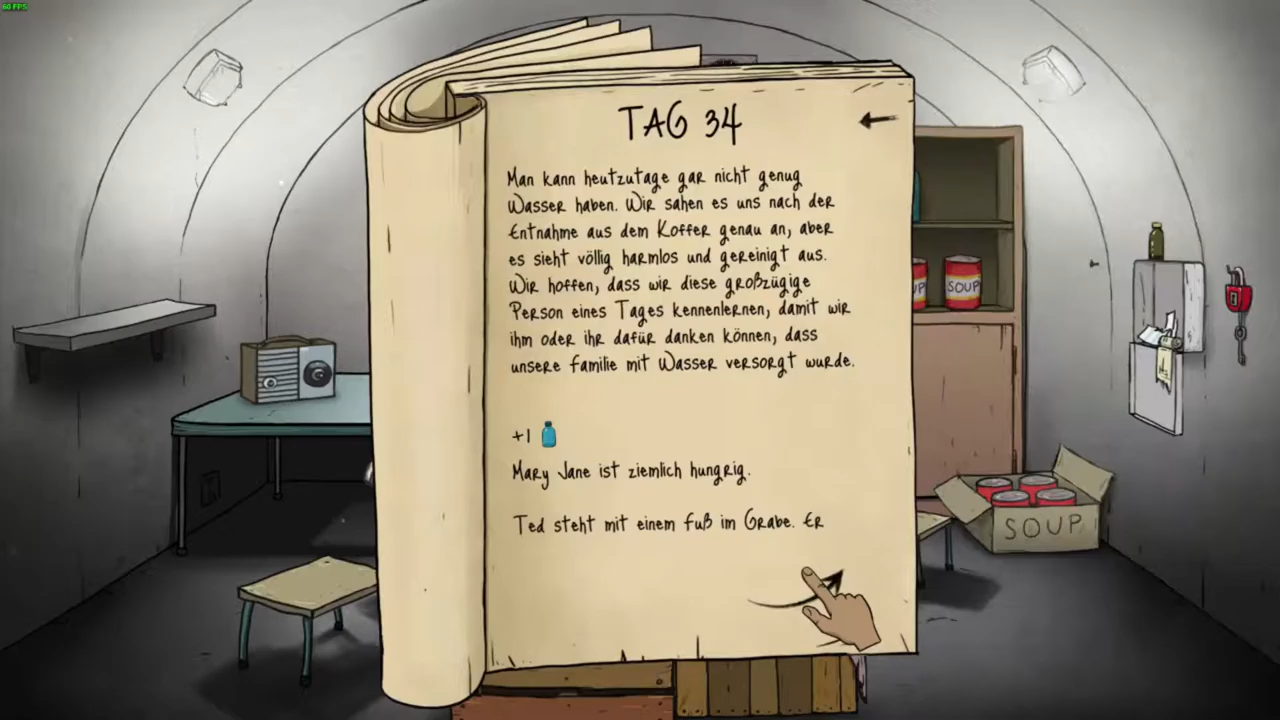 60 FPS
TAG 34
Man kann heutzutage gar nicht genug
Wasser haben. Wir sahen es uns nach der
Entnahme aus dem Koffer genau an, aber
es sieht völlig harmlos und gereinigt aus.
Wir hoffen, dass wir diese großzügige
Person eines Tages kennenlernen, damit wir
ihm oder ihr dafür danken können, dass
unsere Familie mit Wasser versorgt wurde.
+1
Mary Jane ist ziemlich hungrig.
Ted steht mit einem Fuß im Grabe. Er
UP
SOUP
SOUP